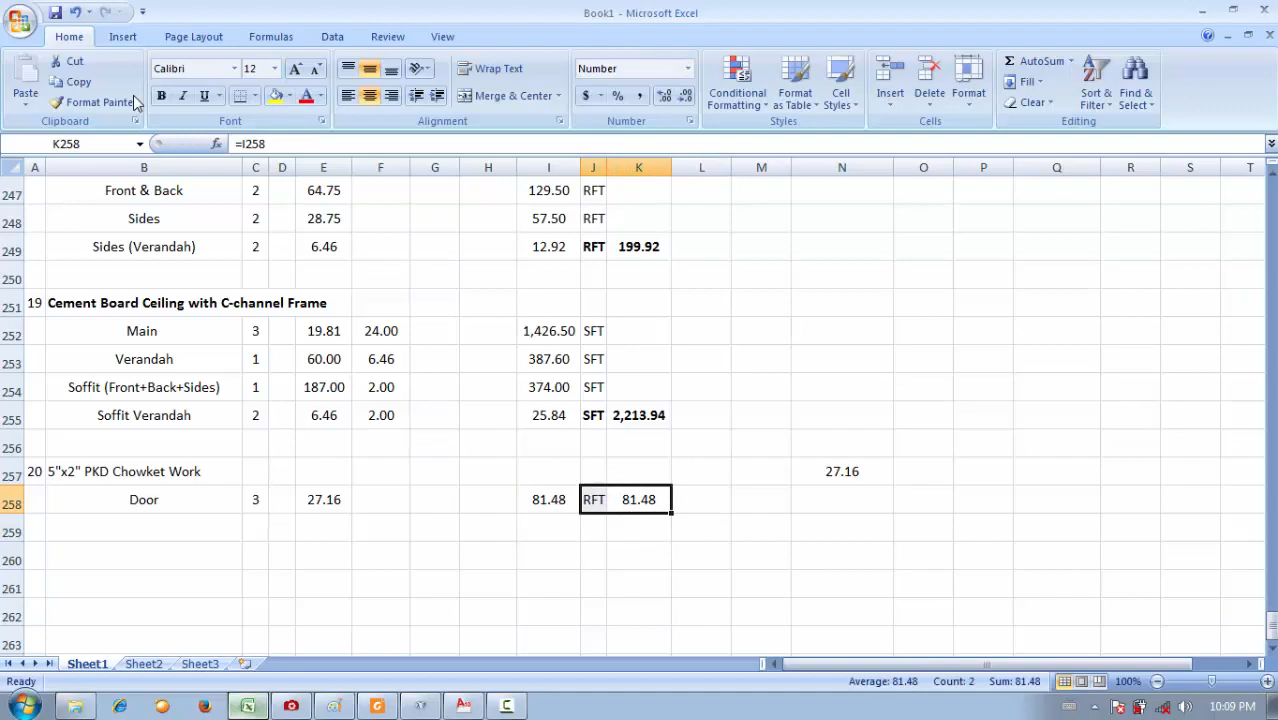 Book1 - Microsoft Excel
Home Insert Page Layout Formulas Data Review View
Paste Cut Copy Format Painter
Calibri 12 Wrap Text Merge & Center Number
B I U A $ % ,
Conditional Formatting Format as Table Cell Styles Insert Delete Format
Σ AutoSum Fill Clear Sort & Filter Find & Select
Clipboard Font Alignment Number Styles Cells Editing
K258 fx =I258
A B C D E F G H I J K L M N O P Q R S T
247 Front & Back 2 64.75 129.50 RFT
248 Sides 2 28.75 57.50 RFT
249 Sides (Verandah) 2 6.46 12.92 RFT 199.92
250
251 19 Cement Board Ceiling with C-channel Frame
252 Main 3 19.81 24.00 1,426.50 SFT
253 Verandah 1 60.00 6.46 387.60 SFT
254 Soffit (Front+Back+Sides) 1 187.00 2.00 374.00 SFT
255 Soffit Verandah 2 6.46 2.00 25.84 SFT 2,213.94
256
257 20 5"x2" PKD Chowket Work 27.16
258 Door 3 27.16 81.48 RFT 81.48
259
260
261
262
263
Sheet1 Sheet2 Sheet3
Ready Average: 81.48 Count: 2 Sum: 81.48 100%
10:09 PM